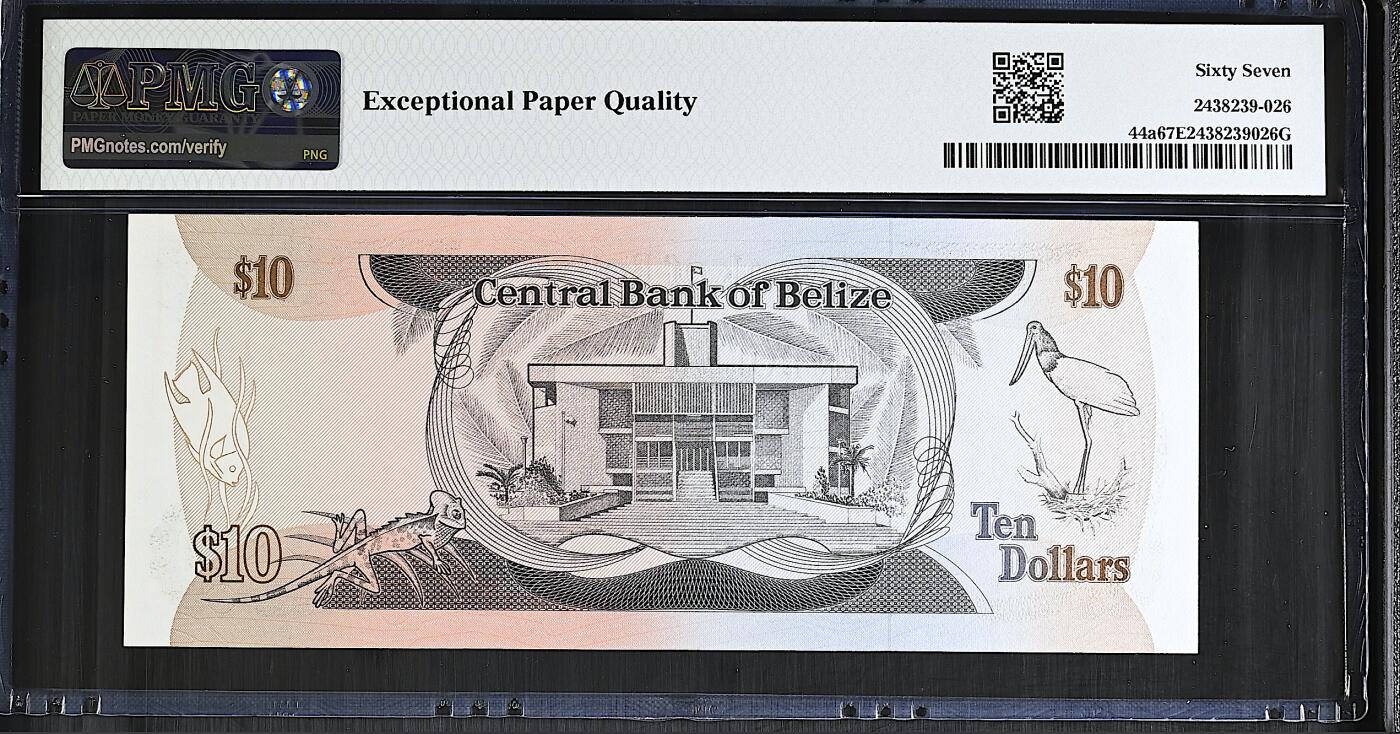 PMG
PAPER MONEY GUARANTY
PMGnotes.com/verify
PNG
Exceptional Paper Quality
Sixty Seven
2438239-026
44a67E2438239026G
$10
Central Bank of Belize
$10
$10
Ten
Dollars